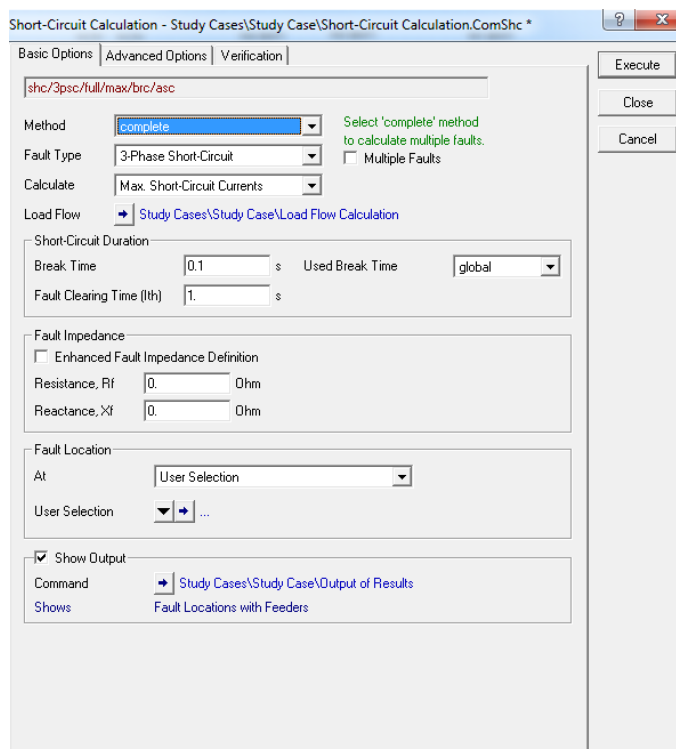 Short-Circuit Calculation - Study Cases\Study Case\Short-Circuit Calculation.ComShc *
?
X
Basic Options
Advanced Options
Verification
Execute
Close
Cancel
shc/3psc/full/max/brc/asc
Method
complete
Select 'complete' method
to calculate multiple faults.
Fault Type
3-Phase Short-Circuit
Multiple Faults
Calculate
Max. Short-Circuit Currents
Load Flow
Study Cases\Study Case\Load Flow Calculation
Short-Circuit Duration
Break Time
0.1
s
Used Break Time
global
Fault Clearing Time (Ith)
1.
s
Fault Impedance
Enhanced Fault Impedance Definition
Resistance, Rf
0.
Ohm
Reactance, Xf
0.
Ohm
Fault Location
At
User Selection
User Selection
...
Show Output
Command
Study Cases\Study Case\Output of Results
Shows
Fault Locations with Feeders